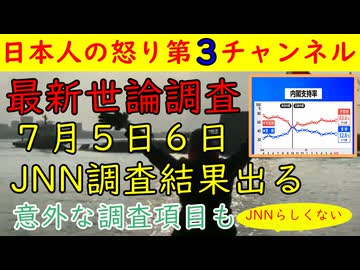 日本人の怒り第3チャンネル
最新世論調査
内閣支持率
７月５日６日
JNN調査結果出る
意外な調査項目も
JNNらしくない